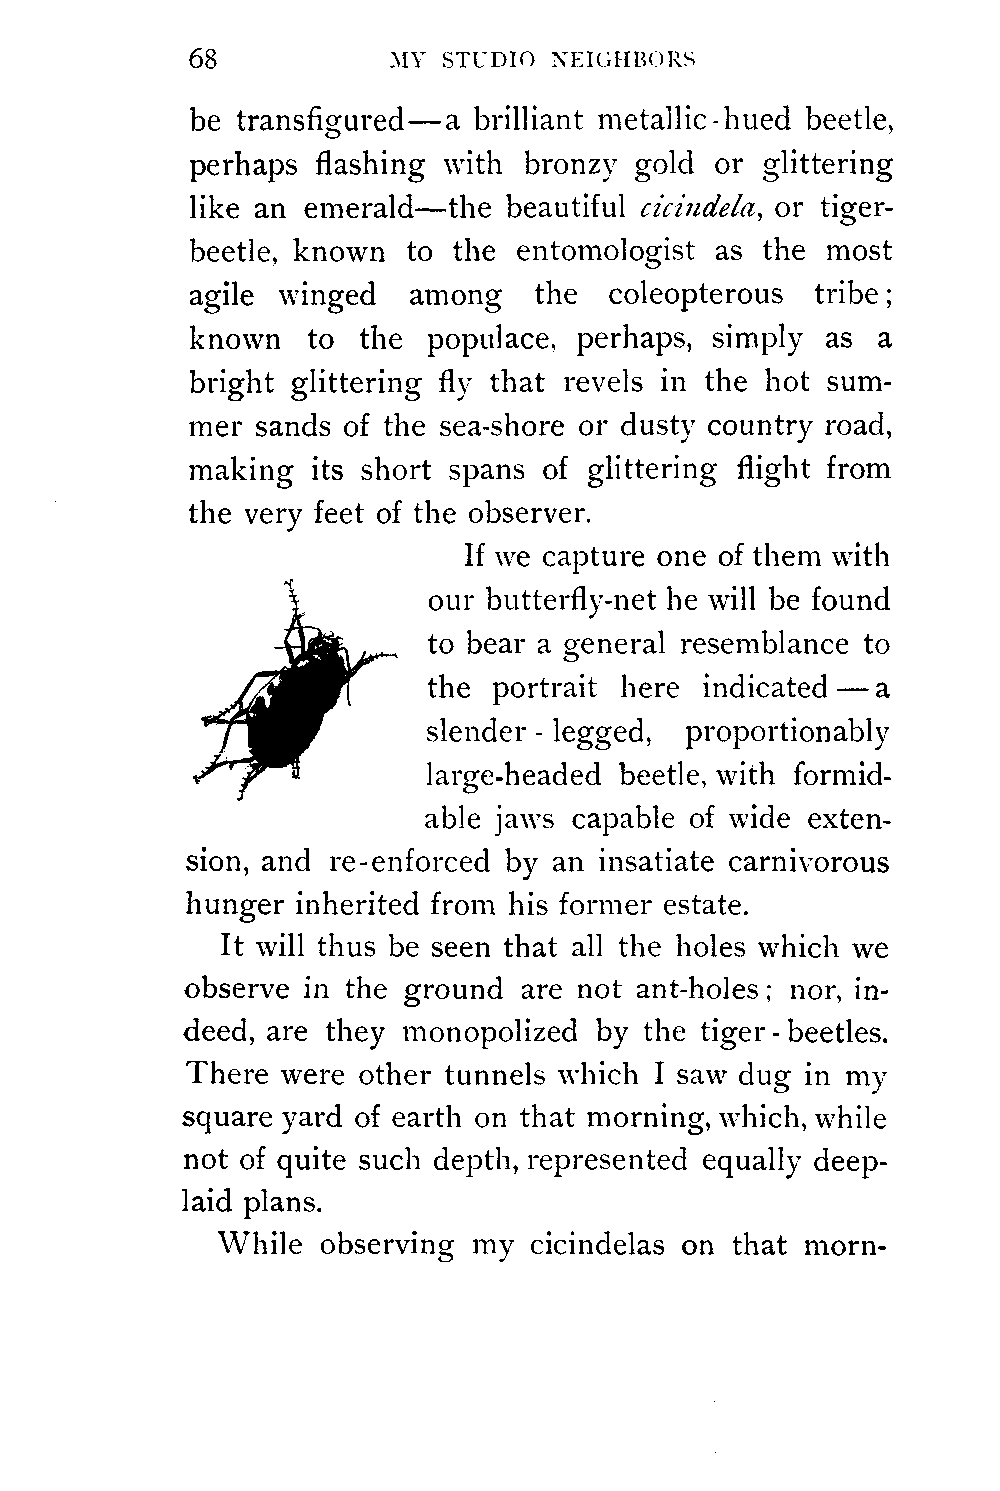 68 MY STUDIO NEIGHBORS
be transfigured—a brilliant metallic-hued beetle,
perhaps flashing with bronzy gold or glittering
like an emerald—the beautiful cicindela, or tiger-
beetle, known to the entomologist as the most
agile winged among the coleopterous tribe;
known to the populace, perhaps, simply as a
bright glittering fly that revels in the hot sum-
mer sands of the sea-shore or dusty country road,
making its short spans of glittering flight from
the very feet of the observer.
If we capture one of them with
our butterfly-net he will be found
to bear a general resemblance to
the portrait here indicated — a
slender-legged, proportionably
large-headed beetle, with formid-
able jaws capable of wide exten-
sion, and re-enforced by an insatiate carnivorous
hunger inherited from his former estate.
It will thus be seen that all the holes which we
observe in the ground are not ant-holes; nor, in-
deed, are they monopolized by the tiger-beetles.
There were other tunnels which I saw dug in my
square yard of earth on that morning, which, while
not of quite such depth, represented equally deep-
laid plans.
While observing my cicindelas on that morn-